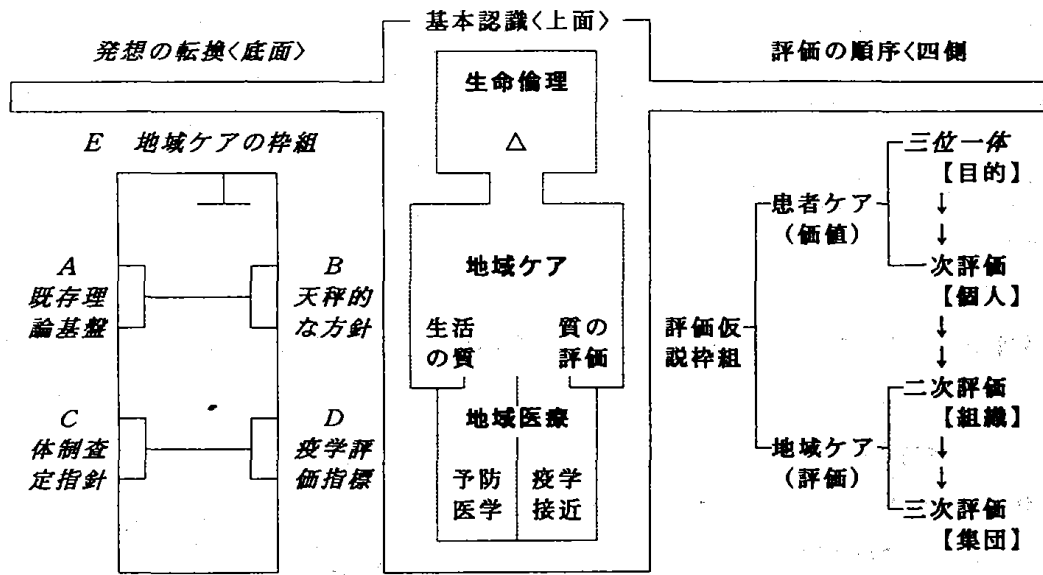 基本認識〈上面〉
発想の転換〈底面〉
評価の順序〈四側
生命倫理
△
E 地域ケアの枠組
三位一体
【目的】
↓
↓
患者ケア
(価値)
次評価
【個人】
↓
↓
A
既存理
論基盤
B
天秤的
な方針
地域ケア
生活
の質
質の
評価
評価仮
説枠組
二次評価
【組織】
↓
↓
地域ケア
(評価)
三次評価
【集団】
C
体制査
定指針
D
疫学評
価指標
地域医療
予防
医学
疫学
接近